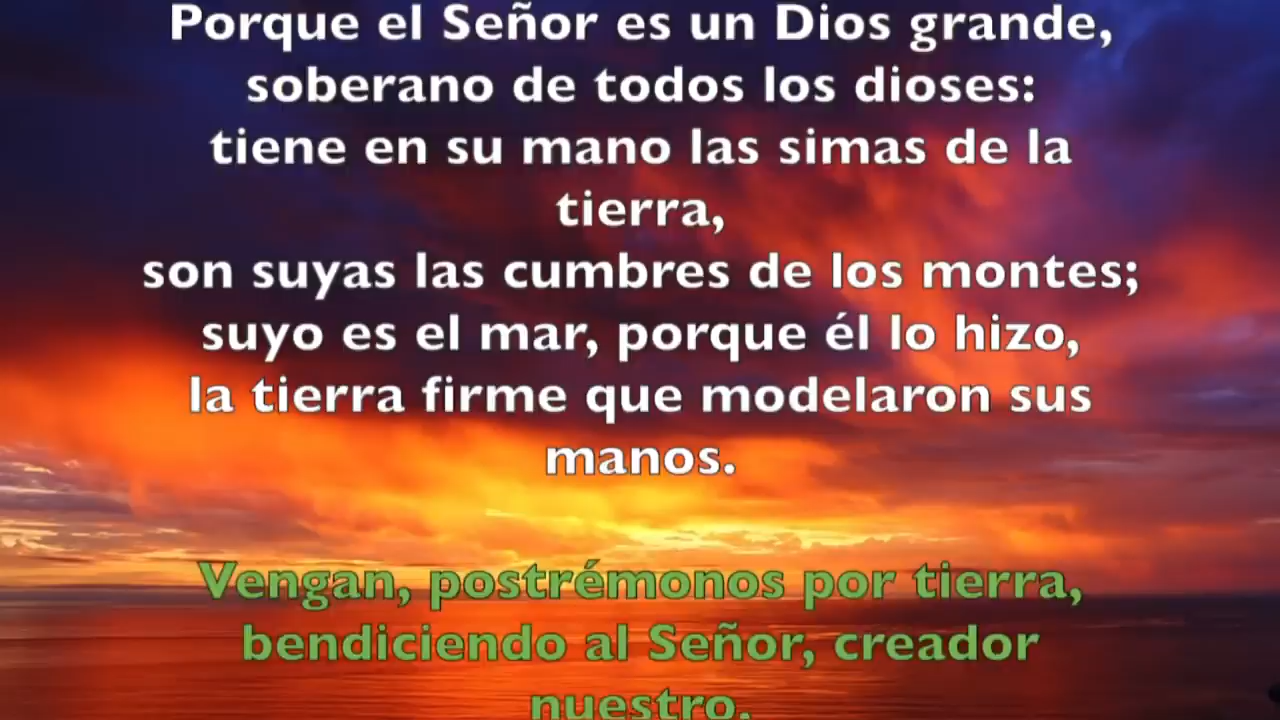 Porque el Señor es un Dios grande,
soberano de todos los dioses:
tiene en su mano las simas de la
tierra,
son suyas las cumbres de los montes;
suyo es el mar, porque él lo hizo,
la tierra firme que modelaron sus
manos.
Vengan, postrémonos por tierra,
bendiciendo al Señor, creador
nuestro.